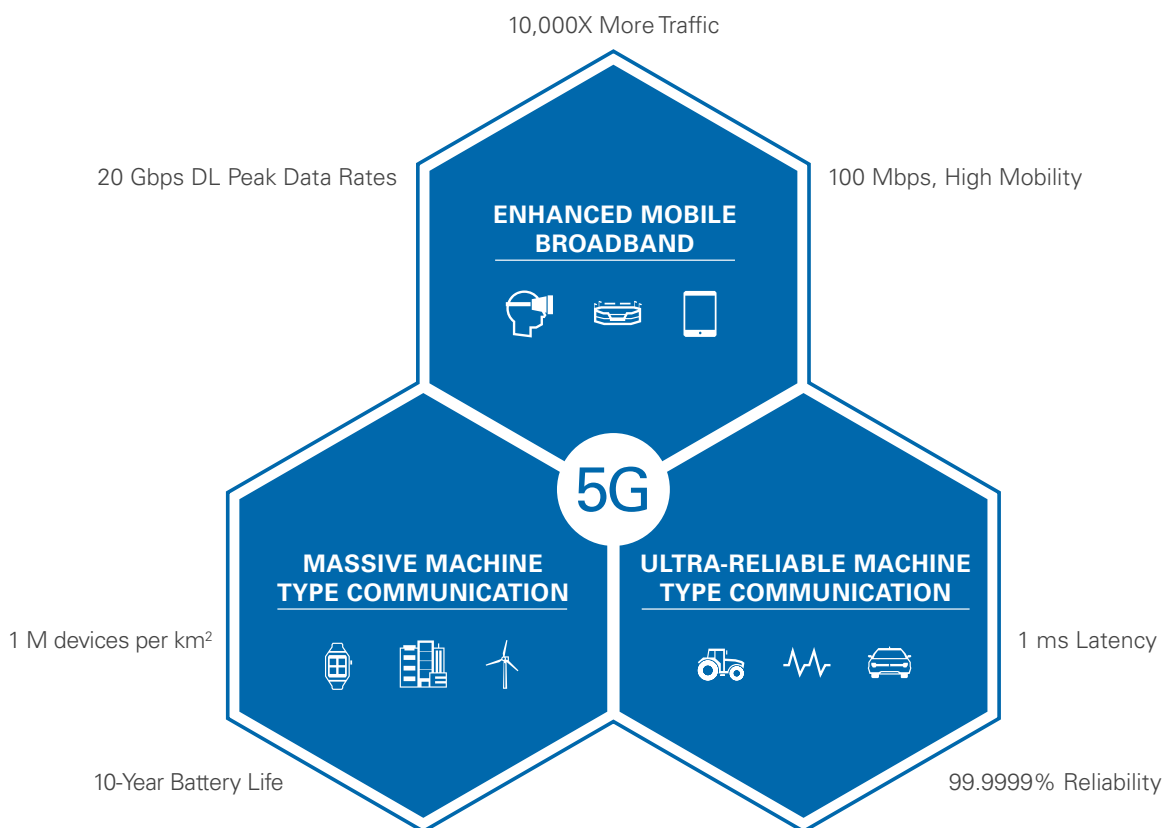 10,000X More Traffic
20 Gbps DL Peak Data Rates
100 Mbps, High Mobility
ENHANCED MOBILE
BROADBAND
5G
MASSIVE MACHINE
TYPE COMMUNICATION
ULTRA-RELIABLE MACHINE
TYPE COMMUNICATION
1 M devices per km²
1 ms Latency
10-Year Battery Life
99.9999% Reliability